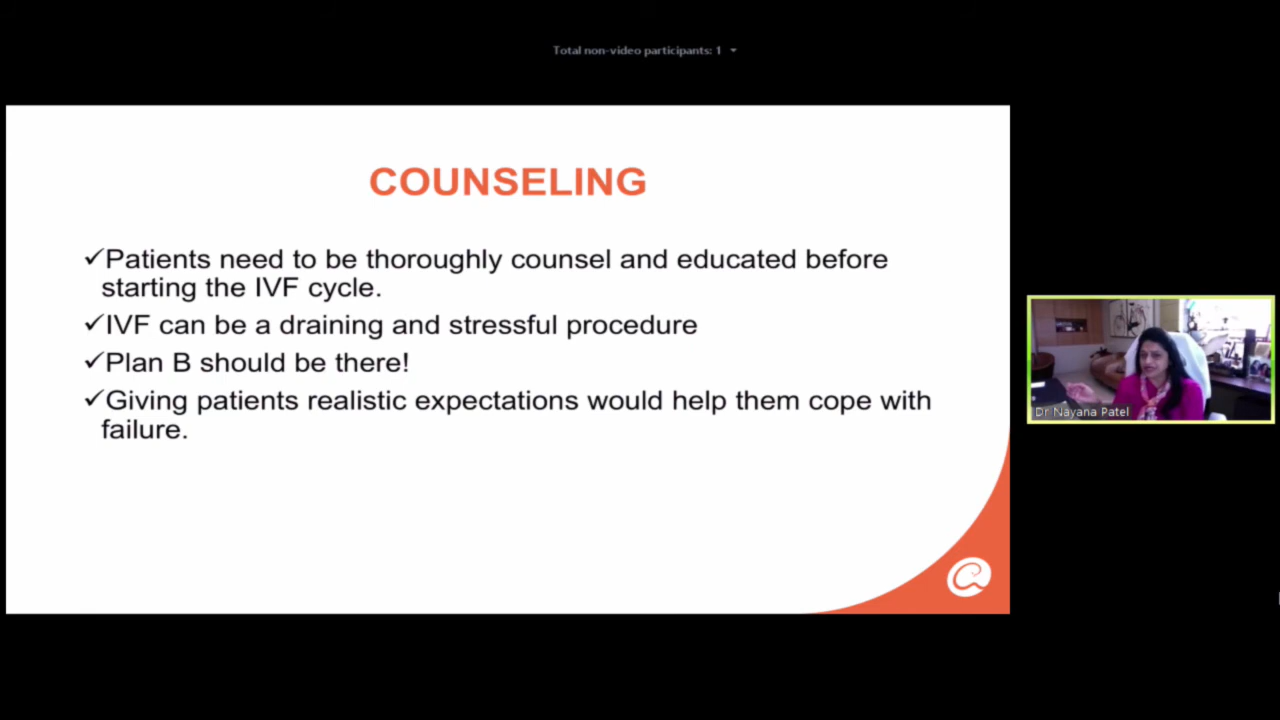 Total non-video participants: 1
COUNSELING
✓Patients need to be thoroughly counsel and educated before
starting the IVF cycle.
✓IVF can be a draining and stressful procedure
✓Plan B should be there!
✓Giving patients realistic expectations would help them cope with
failure.
Dr Nayana Patel